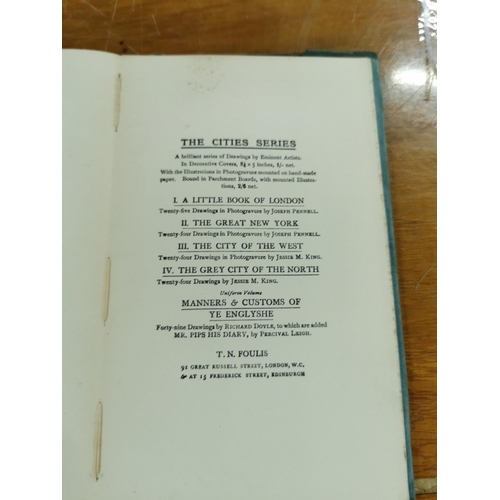 THE CITIES SERIES
A brilliant series of Drawings by Eminent Artists.
In Decorative Covers, 8¼ × 5 inches, 1/- net.
With the Illustrations in Photogravure mounted on hand-made
paper. Bound in Parchment Boards, with mounted Illustra-
tions, 2/6 net.
I. A LITTLE BOOK OF LONDON
Twenty-five Drawings in Photogravure by JOSEPH PENNELL.
II. THE GREAT NEW YORK
Twenty-four Drawings in Photogravure by JOSEPH PENNELL.
III. THE CITY OF THE WEST
Twenty-four Drawings in Photogravure by JESSIE M. KING.
IV. THE GREY CITY OF THE NORTH
Twenty-four Drawings by JESSIE M. KING.
Uniform Volume
MANNERS & CUSTOMS OF
YE ENGLYSHE
Forty-nine Drawings by RICHARD DOYLE, to which are added
MR. PIPS HIS DIARY, by PERCIVAL LEIGH.
T. N. FOULIS
91 GREAT RUSSELL STREET, LONDON, W.C.
& AT 15 FREDERICK STREET, EDINBURGH